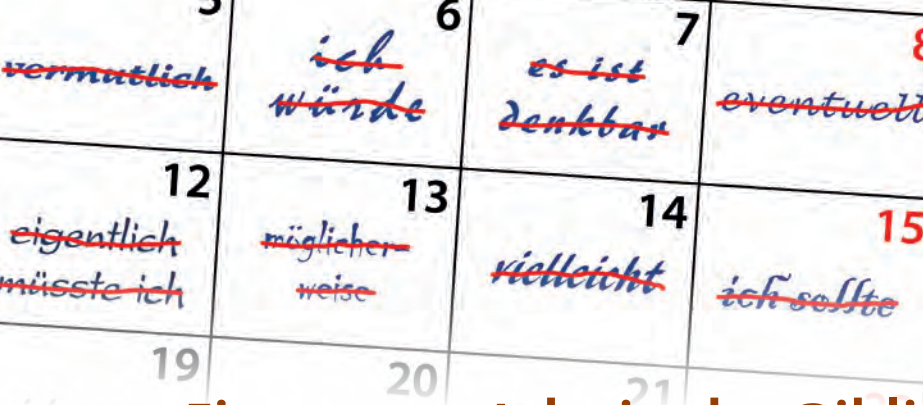 5 6 7 8
vermutlich
ich
würde
es ist
denkbar
eventuell
12 13 14 15
eigentlich
müsste ich
möglicher-
weise
vielleicht
ich sollte
19 20 21